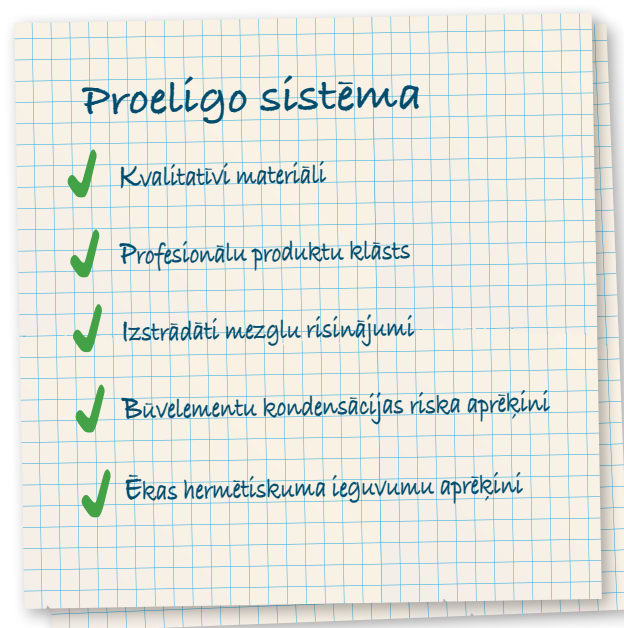 Proeligo sistēma
Kvalitatīvi materiāli
Profesionālu produktu klāsts
Izstrādāti mezglu risinājumi
Būvelementu kondensācijas riska aprēķini
Ēkas hermētiskuma ieguvumu aprēķini